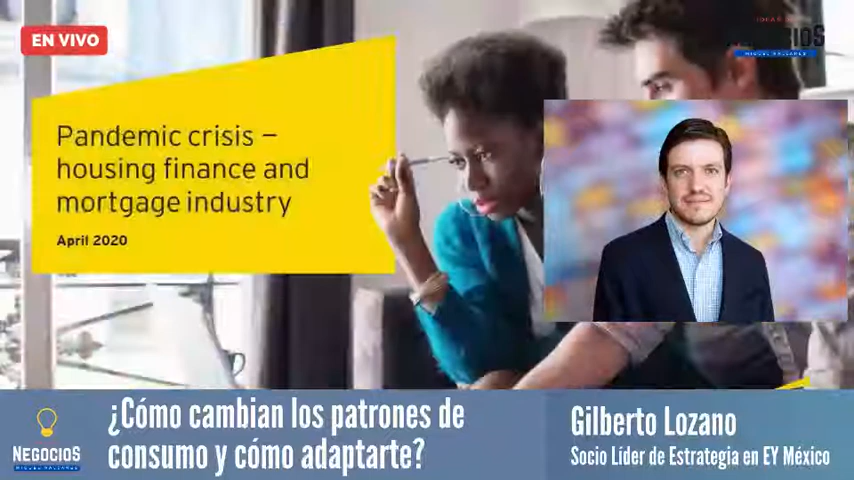 EN VIVO
NEGOCIOS
Pandemic crisis –
housing finance and
mortgage industry
April 2020
¿Cómo cambian los patrones de
consumo y cómo adaptarte?
Gilberto Lozano
Socio Líder de Estrategia en EY México
NEGOCIOS